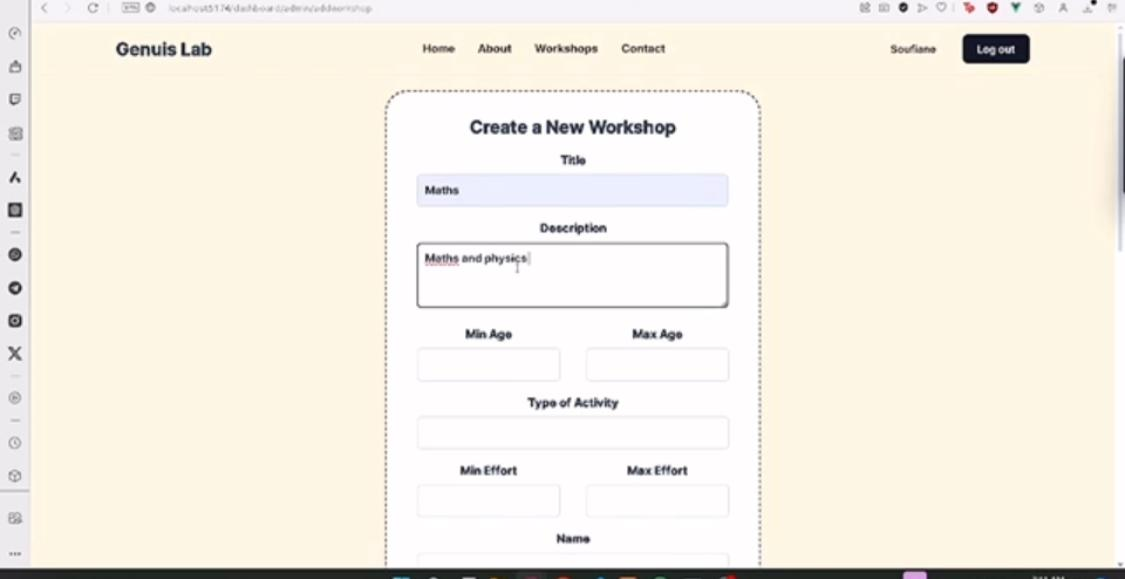 localhost:5174/dashboard/admin/addworkshop
Genuis Lab
Home About Workshops Contact
Soufiane Log out
Create a New Workshop
Title
Maths
Description
Maths and physics
Min Age Max Age
Type of Activity
Min Effort Max Effort
Name